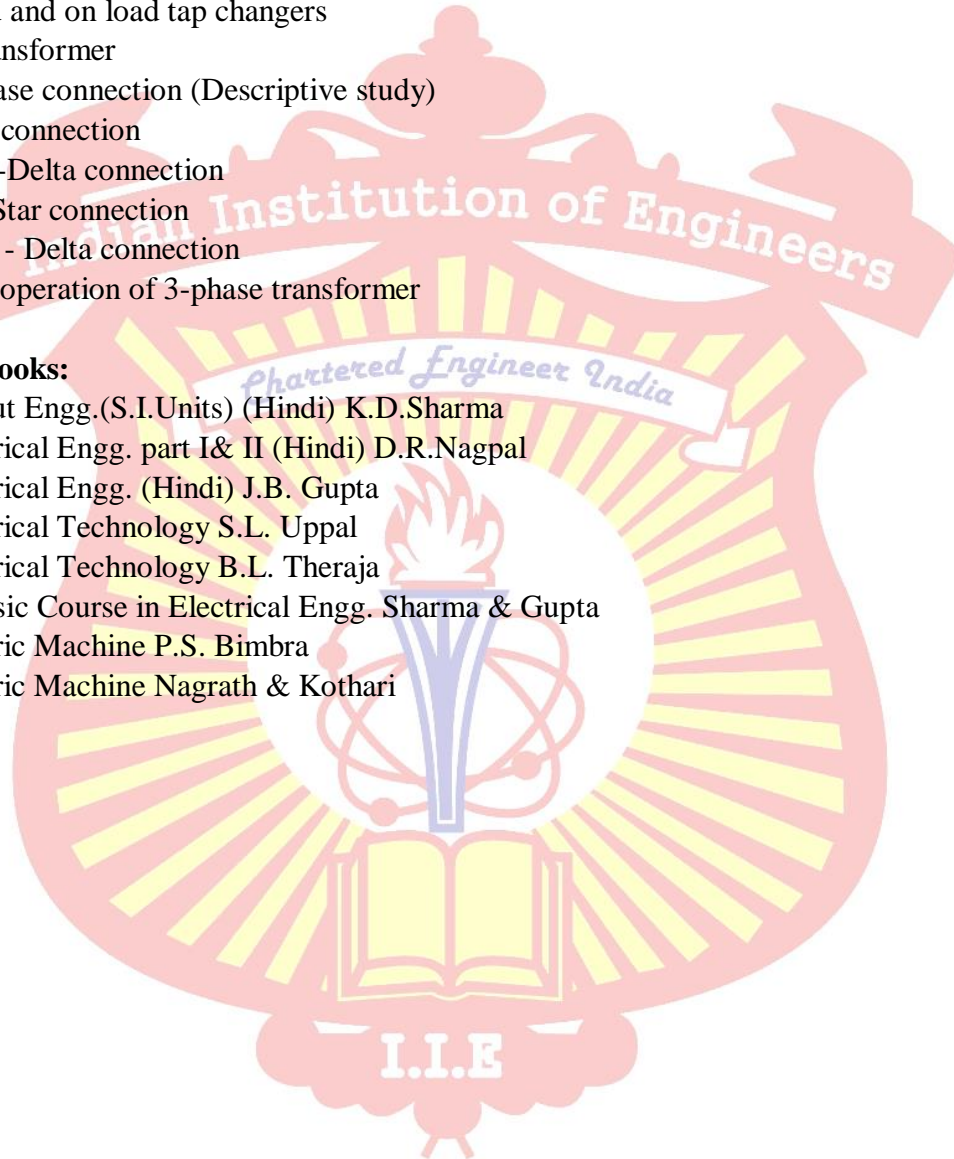 and on load tap changers
ansformer
ase connection (Descriptive study)
connection
-Delta connection
Star connection
- Delta connection
operation of 3-phase transformer
ooks:
ut Engg.(S.I.Units) (Hindi) K.D.Sharma
rical Engg. part I& II (Hindi) D.R.Nagpal
rical Engg. (Hindi) J.B. Gupta
rical Technology S.L. Uppal
rical Technology B.L. Theraja
sic Course in Electrical Engg. Sharma & Gupta
ric Machine P.S. Bimbra
ric Machine Nagrath & Kothari
Indian Institution of Engineers
Chartered Engineer India
I.I.E